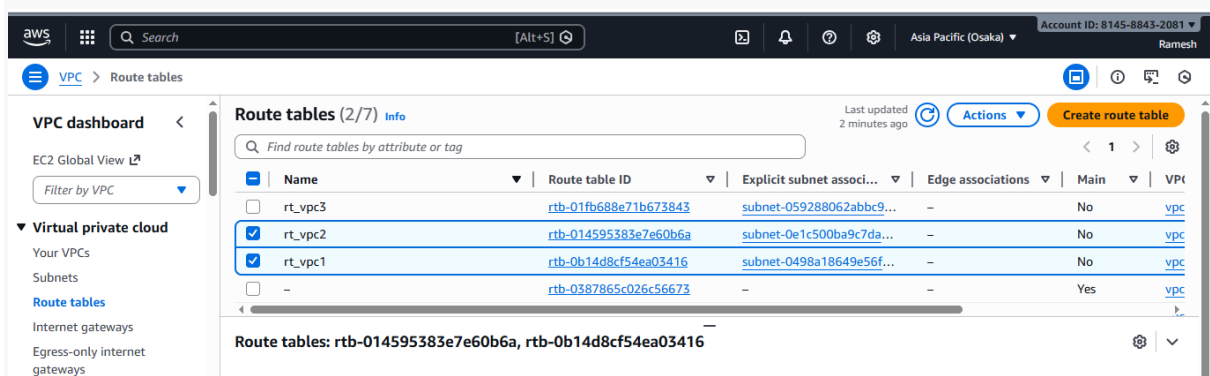 aws
Search [Alt+S] Asia Pacific (Osaka) ▼ Account ID: 8145-8843-2081 ▼
Ramesh
VPC > Route tables
VPC dashboard <
EC2 Global View
Filter by VPC ▼
▼ Virtual private cloud
Your VPCs
Subnets
Route tables
Internet gateways
Egress-only internet
gateways
Route tables (2/7) Info
Last updated
2 minutes ago
Actions ▼ Create route table
Find route tables by attribute or tag
< 1 >
Name Route table ID Explicit subnet associ... Edge associations Main VPC
rt_vpc3 rtb-01fb688e71b673843 subnet-059288062abbc9... – No vpc
rt_vpc2 rtb-014595383e7e60b6a subnet-0e1c500ba9c7da... – No vpc
rt_vpc1 rtb-0b14d8cf54ea03416 subnet-0498a18649e56f... – No vpc
– rtb-0387865c026c56673 – – Yes vpc
Route tables: rtb-014595383e7e60b6a, rtb-0b14d8cf54ea03416